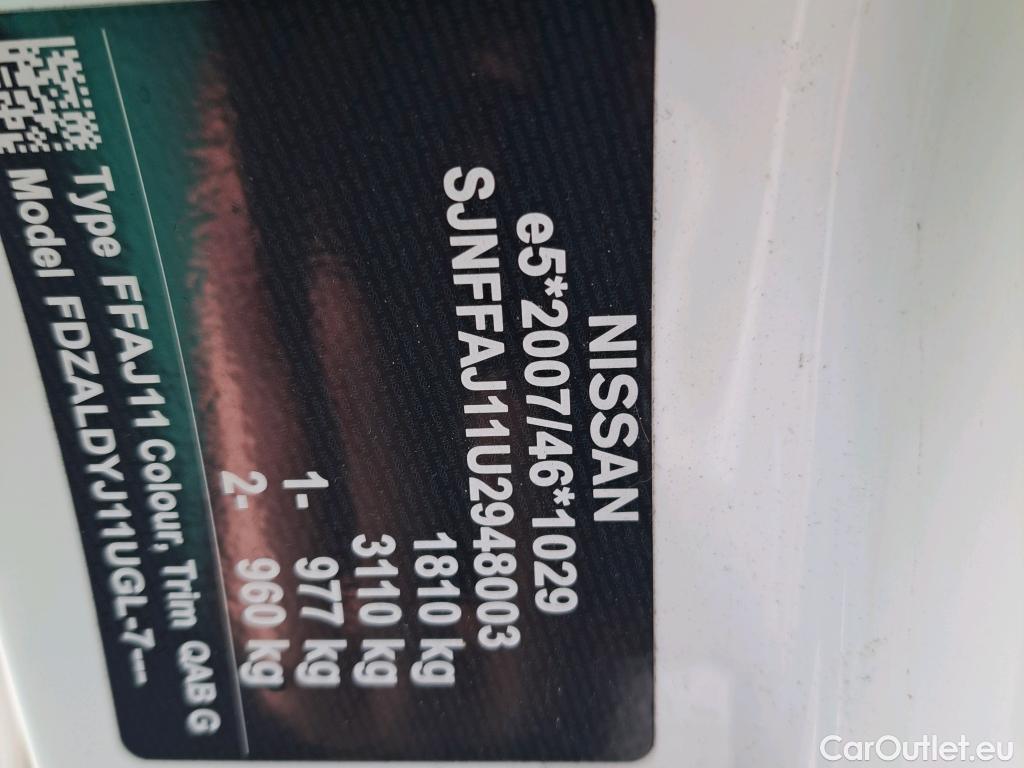 NISSAN
e5*2007/46*1029
SJNFFAJ11U2948003
1810 kg
3110 kg
1- 977 kg
2- 960 kg
Type FFAJ11 Colour, Trim QAB G
Model FDZALDYJ11UGL-7----
CarOutlet.eu